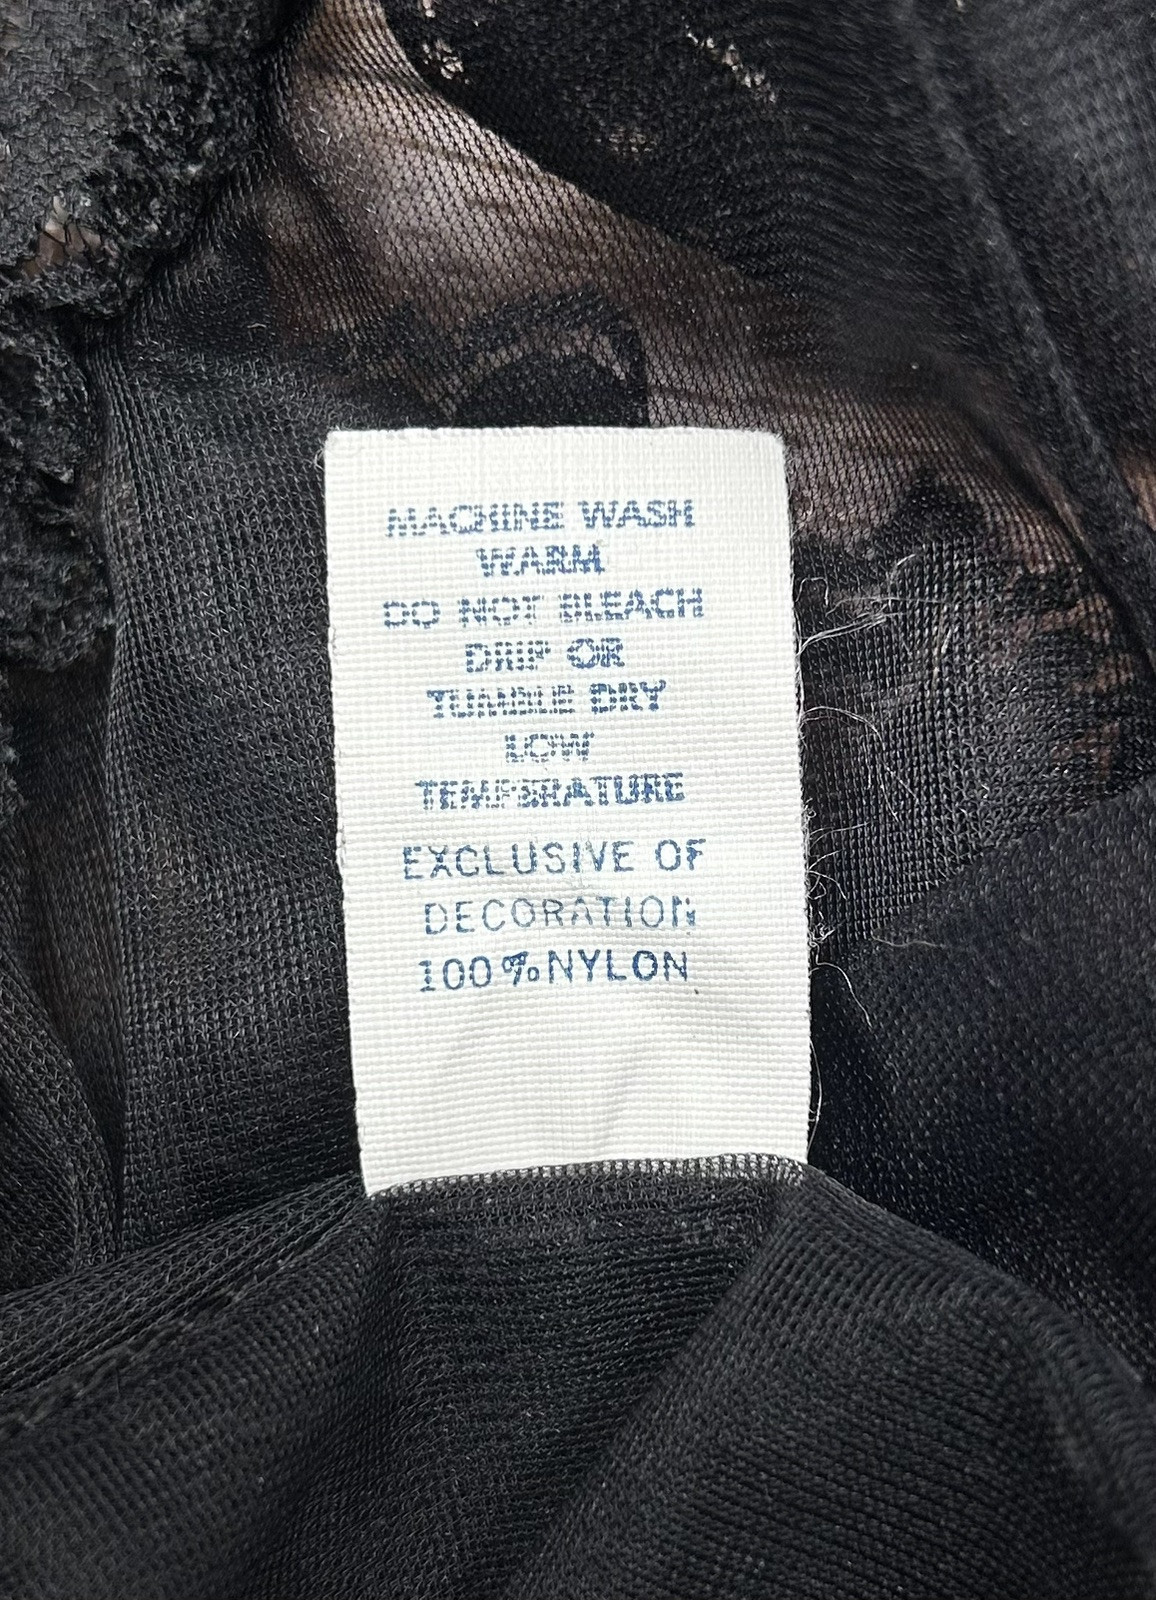 MACHINE WASH
WARM
DO NOT BLEACH
DRIP OR
TUMBLE DRY
LOW
TEMPERATURE
EXCLUSIVE OF
DECORATION
100% NYLON